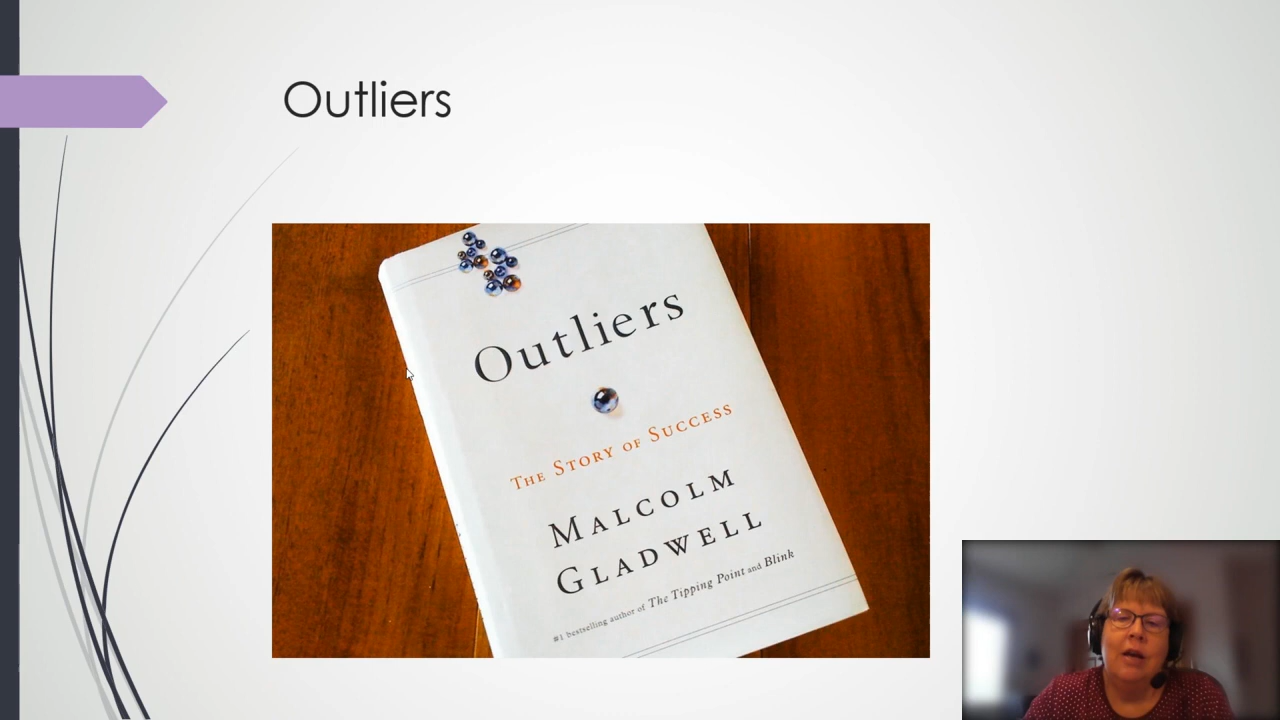 Outliers
Outliers
The Story of Success
Malcolm
Gladwell
#1 bestselling author of The Tipping Point and Blink